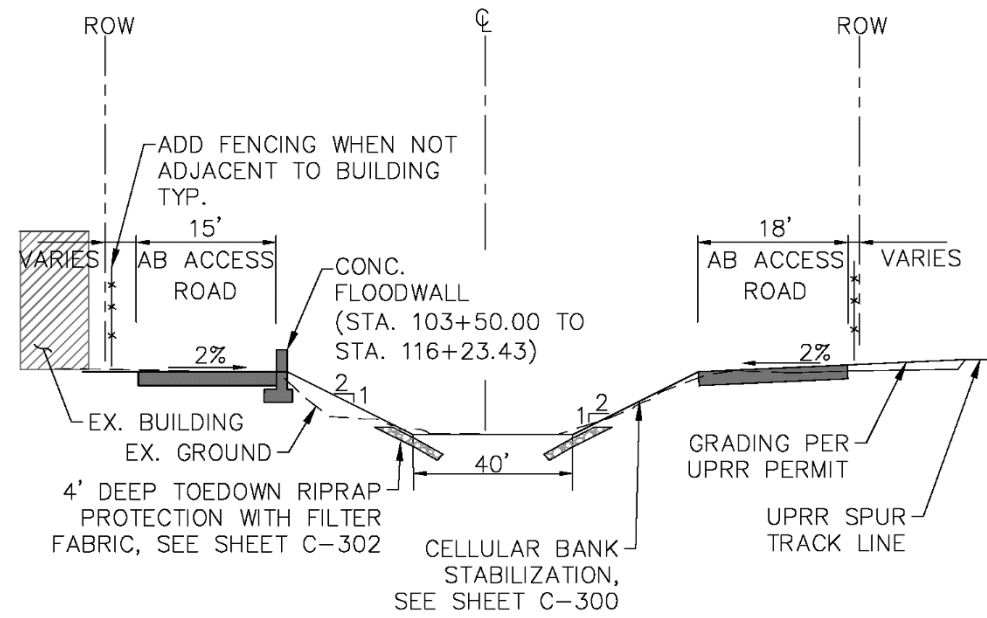 ROW
℄
ROW
ADD FENCING WHEN NOT
ADJACENT TO BUILDING
TYP.
15'
18'
VARIES
AB ACCESS
ROAD
CONC.
FLOODWALL
(STA. 103+50.00 TO
STA. 116+23.43)
AB ACCESS
ROAD
VARIES
2%
2%
2
1
1
2
EX. BUILDING
EX. GROUND
40'
GRADING PER
UPRR PERMIT
4' DEEP TOEDOWN RIPRAP
PROTECTION WITH FILTER
FABRIC, SEE SHEET C-302
CELLULAR BANK
STABILIZATION,
SEE SHEET C-300
UPRR SPUR
TRACK LINE